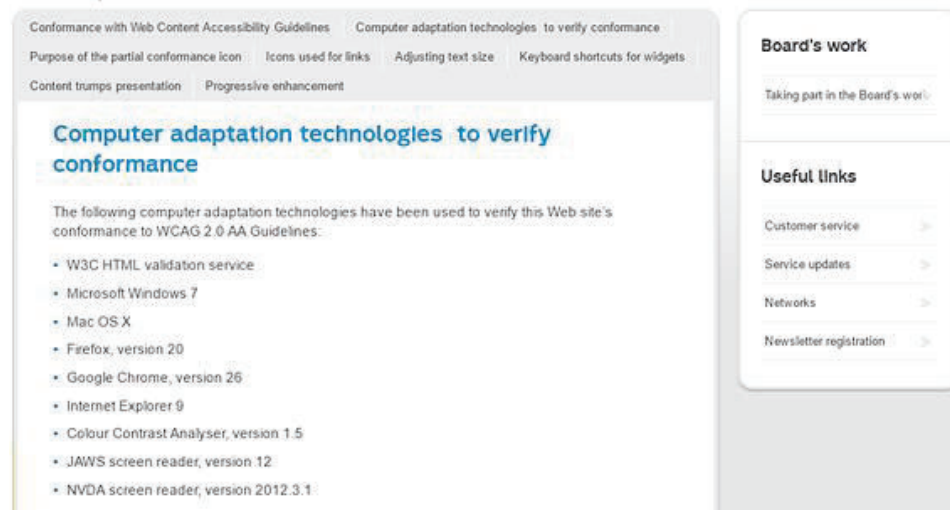 Conformance with Web Content Accessibility Guidelines Computer adaptation technologies to verify conformance
Purpose of the partial conformance icon Icons used for links Adjusting text size Keyboard shortcuts for widgets
Content trumps presentation Progressive enhancement
Computer adaptation technologies to verify
conformance
The following computer adaptation technologies have been used to verify this Web site's
conformance to WCAG 2.0 AA Guidelines:
• W3C HTML validation service
• Microsoft Windows 7
• Mac OS X
• Firefox, version 20
• Google Chrome, version 26
• Internet Explorer 9
• Colour Contrast Analyser, version 1.5
• JAWS screen reader, version 12
• NVDA screen reader, version 2012.3.1
Board's work
Taking part in the Board's work
Useful links
Customer service
Service updates
Networks
Newsletter registration